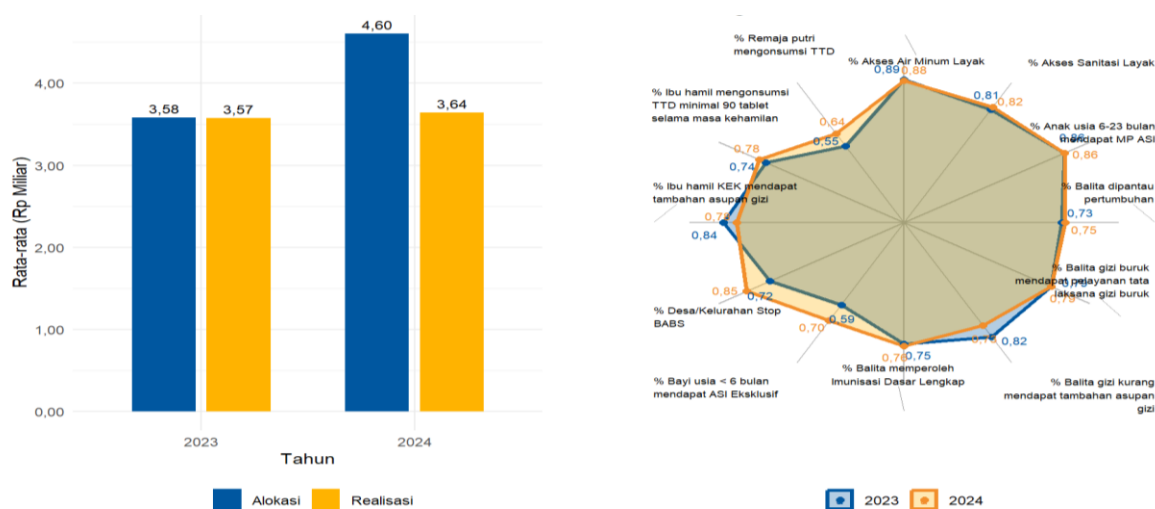 4,60
3,58
3,57
3,64
4,00
3,00
2,00
1,00
0,00
Rata-rata (Rp Miliar)
2023
2024
Tahun
Alokasi
Realisasi
% Remaja putri
mengonsumsi TTD
% Akses Air Minum Layak
0,89
0,88
% Akses Sanitasi Layak
0,81
0,82
% Ibu hamil mengonsumsi
TTD minimal 90 tablet
selama masa kehamilan
0,64
0,55
% Anak usia 6-23 bulan
mendapat MP ASI
0,86
0,86
0,78
0,74
% Ibu hamil KEK mendapat
tambahan asupan gizi
0,84
% Balita dipantau
pertumbuhan
0,73
0,75
% Balita gizi buruk
mendapat pelayanan tata
laksana gizi buruk
0,79
0,85
0,72
% Desa/Kelurahan Stop
BABS
0,59
0,70
0,82
0,75
% Balita memperoleh
Imunisasi Dasar Lengkap
% Bayi usia < 6 bulan
mendapat ASI Eksklusif
% Balita gizi kurang
mendapat tambahan asupan
gizi
2023
2024